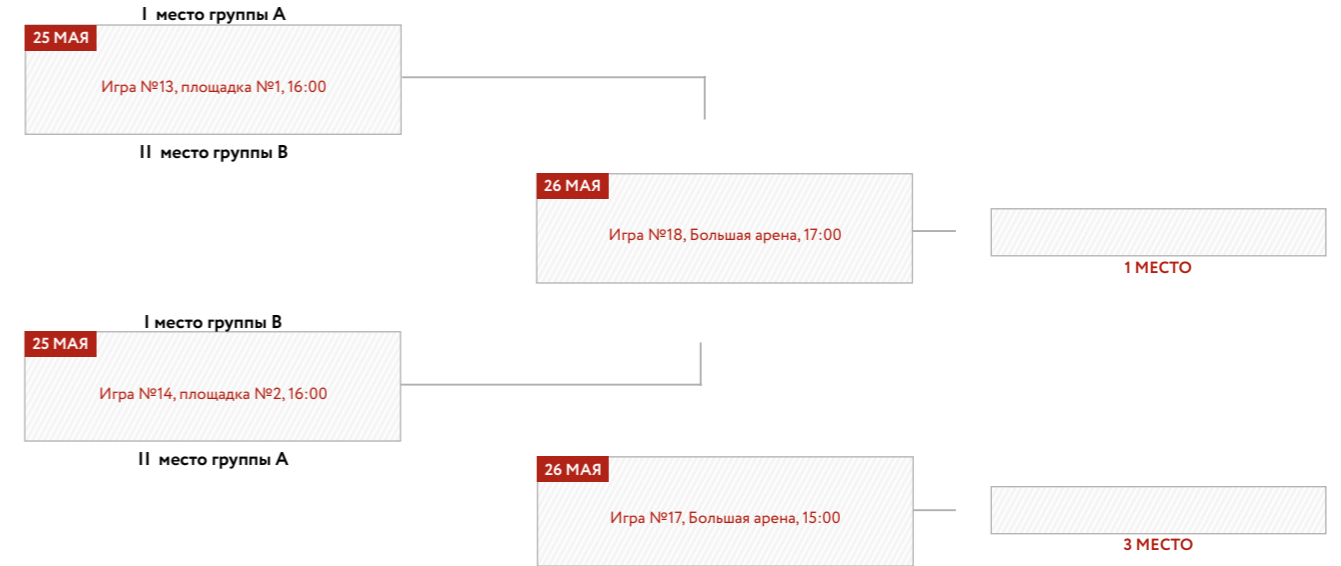 I место группы А
25 МАЯ
Игра №13, площадка №1, 16:00
II место группы В
26 МАЯ
Игра №18, Большая арена, 17:00
1 МЕСТО
I место группы В
25 МАЯ
Игра №14, площадка №2, 16:00
II место группы А
26 МАЯ
Игра №17, Большая арена, 15:00
3 МЕСТО